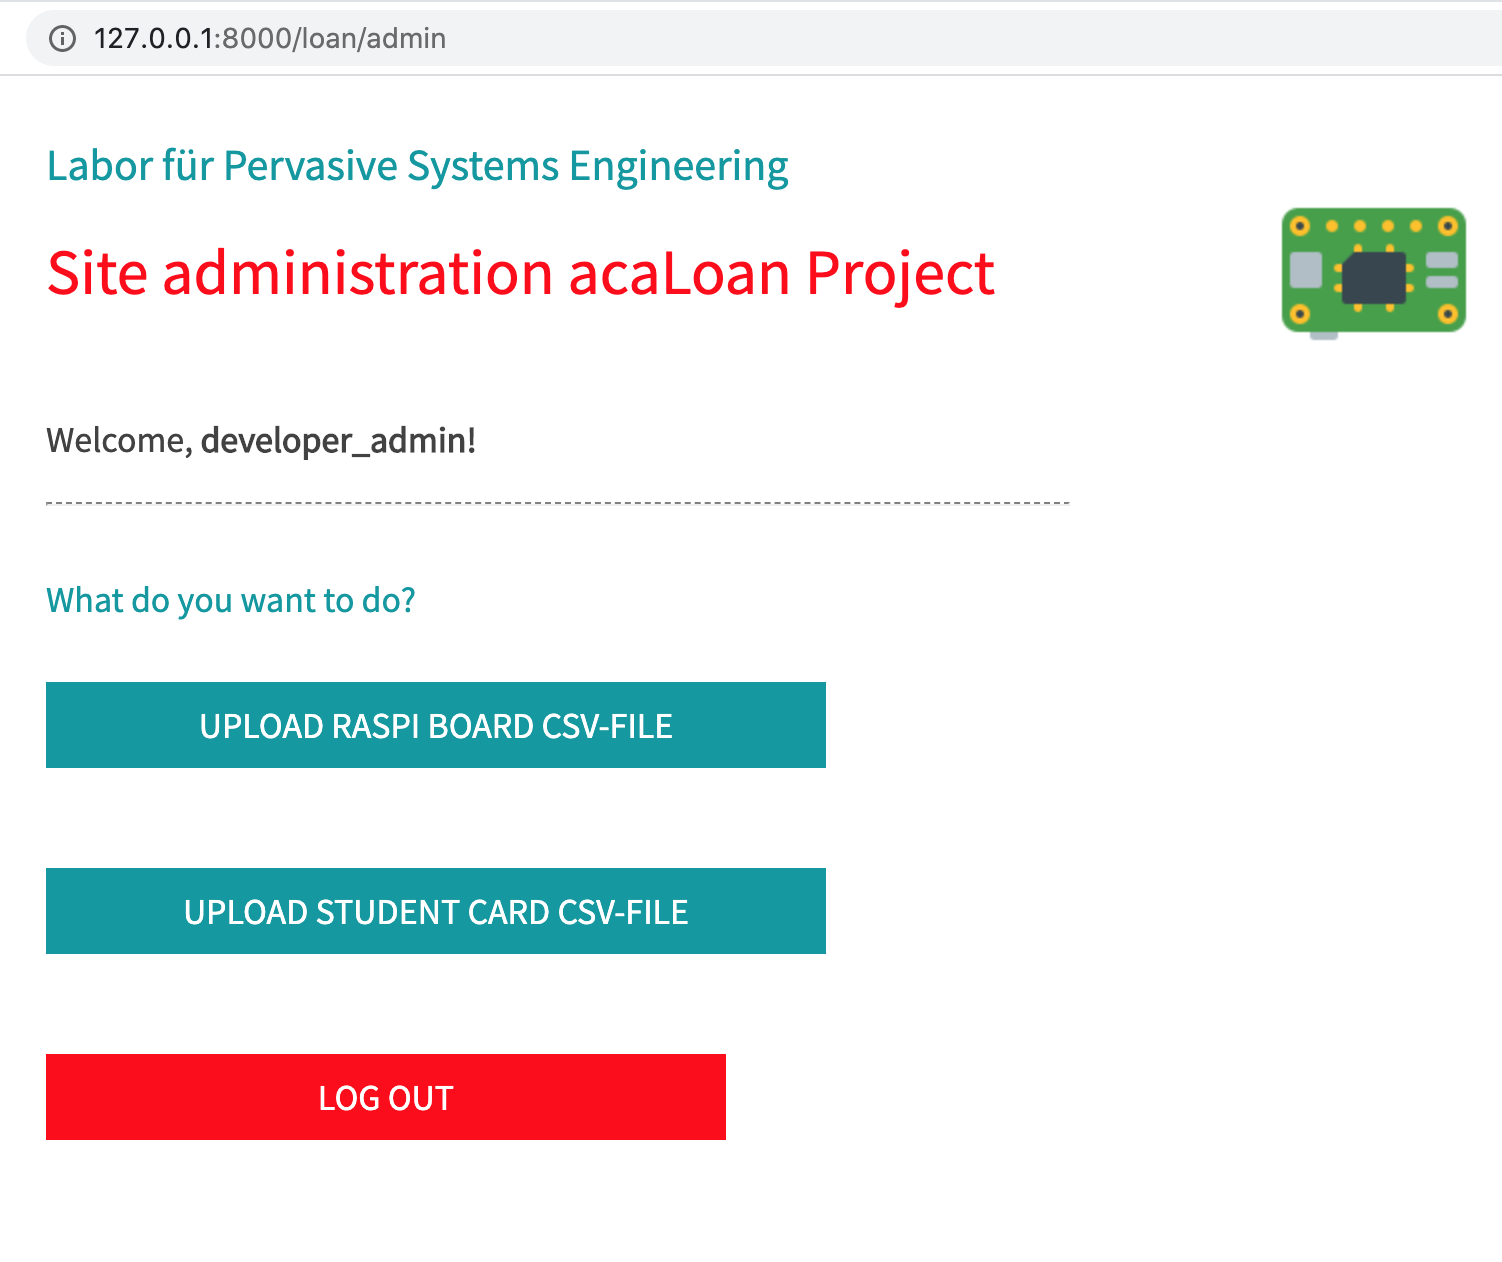 127.0.0.1:8000/loan/admin
Labor für Pervasive Systems Engineering
Site administration acaLoan Project
Welcome, developer_admin!
What do you want to do?
UPLOAD RASPI BOARD CSV-FILE
UPLOAD STUDENT CARD CSV-FILE
LOG OUT